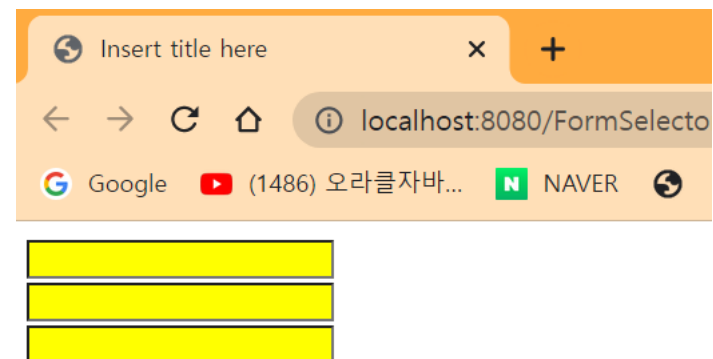 Insert title here
localhost:8080/FormSelecto
Google (1486) 오라클자바... N NAVER